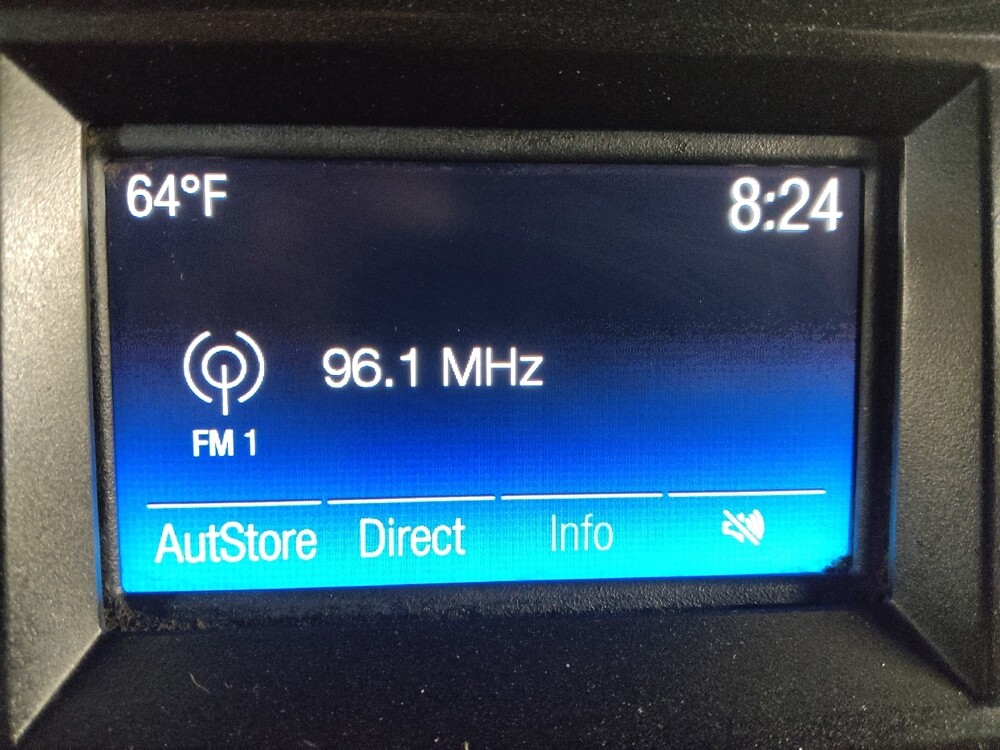 64°F 8:24
96.1 MHz
FM 1
AutStore Direct Info